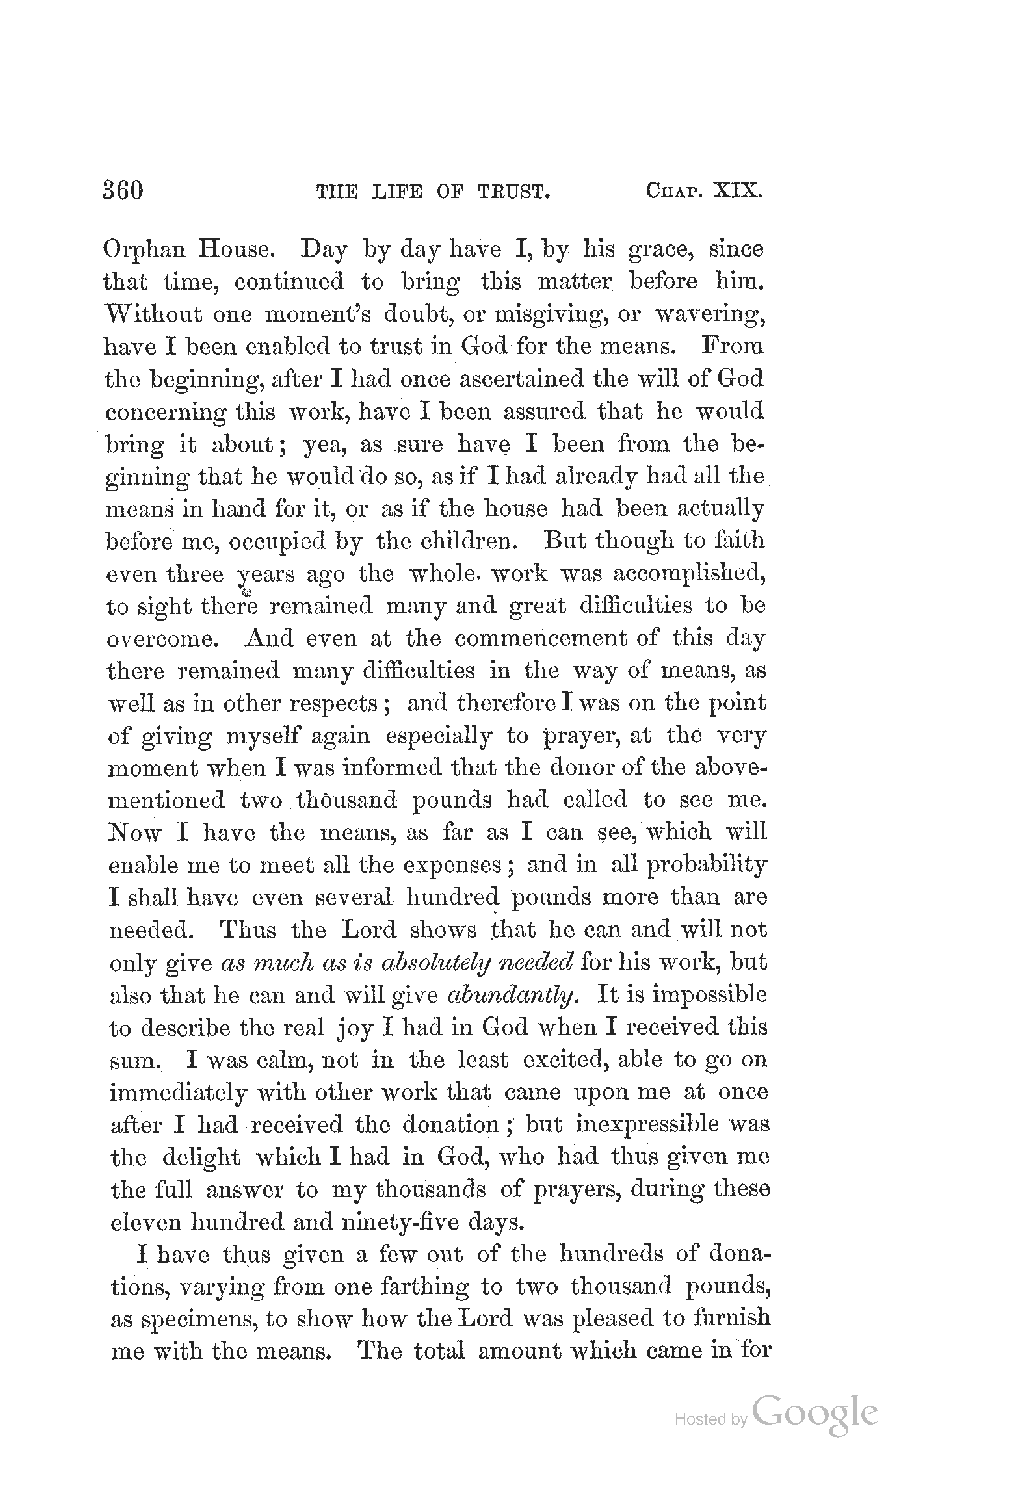 360 THE LIFE OF TRUST. CHAP. XIX.
Orphan House. Day by day have I, by his grace, since
that time, continued to bring this matter before him.
Without one moment's doubt, or misgiving, or wavering,
have I been enabled to trust in God for the means. From
the beginning, after I had once ascertained the will of God
concerning this work, have I been assured that he would
bring it about; yea, as sure have I been from the be-
ginning that he would do so, as if I had already had all the
means in hand for it, or as if the house had been actually
before me, occupied by the children. But though to faith
even three years ago the whole work was accomplished,
to sight there remained many and great difficulties to be
overcome. And even at the commencement of this day
there remained many difficulties in the way of means, as
well as in other respects; and therefore I was on the point
of giving myself again especially to prayer, at the very
moment when I was informed that the donor of the above-
mentioned two thousand pounds had called to see me.
Now I have the means, as far as I can see, which will
enable me to meet all the expenses; and in all probability
I shall have even several hundred pounds more than are
needed. Thus the Lord shows that he can and will not
only give as much as is absolutely needed for his work, but
also that he can and will give abundantly. It is impossible
to describe the real joy I had in God when I received this
sum. I was calm, not in the least excited, able to go on
immediately with other work that came upon me at once
after I had received the donation; but inexpressible was
the delight which I had in God, who had thus given me
the full answer to my thousands of prayers, during these
eleven hundred and ninety-five days.
I have thus given a few out of the hundreds of dona-
tions, varying from one farthing to two thousand pounds,
as specimens, to show how the Lord was pleased to furnish
me with the means. The total amount which came in for
Hosted by Google